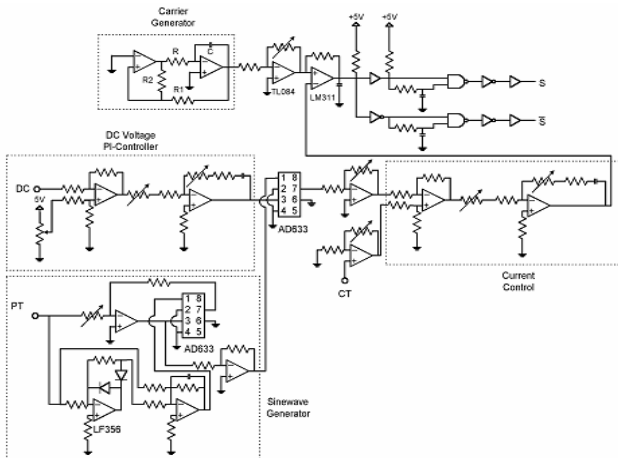 Carrier
Generator
+5V +5V
R
C
R2
R1
TL084
LM311
S
S̅
DC Voltage
PI-Controller
DC
5V
1 8
2 7
3 6
4 5
AD633
CT
Current
Control
PT
1 8
2 7
3 6
4 5
AD633
LF356
Sinewave
Generator